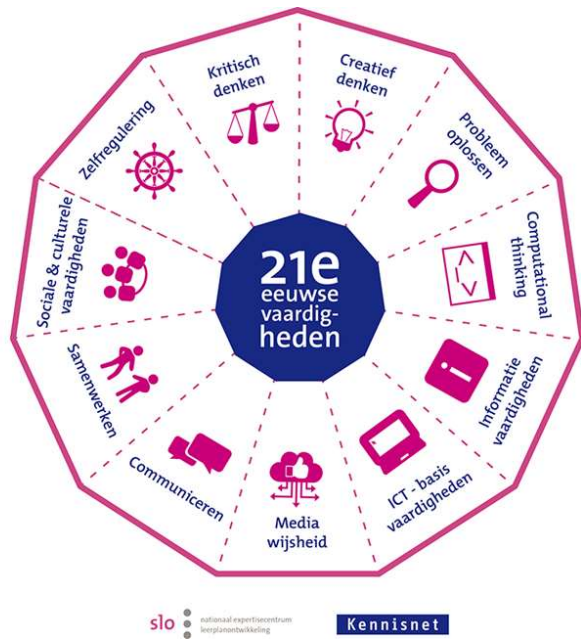 Kritisch
denken
Creatief
denken
Probleem
oplossen
Computational
thinking
Informatie
vaardigheden
ICT - basis
vaardigheden
Media
wijsheid
Communiceren
Samenwerken
Sociale & culturele
vaardigheden
Zelfregulering
21e
eeuwse
vaardig-
heden
slo
nationaal expertisecentrum
leerplanontwikkeling
Kennisnet